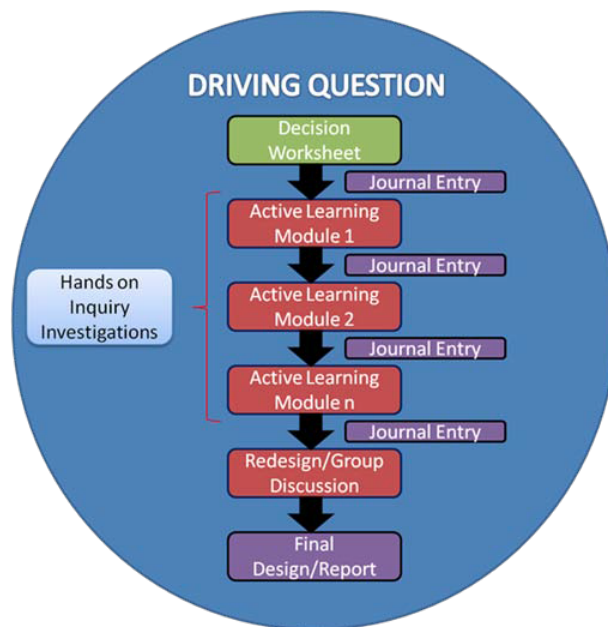 DRIVING QUESTION
Decision
Worksheet
Journal Entry
Active Learning
Module 1
Journal Entry
Hands on
Inquiry
Investigations
Active Learning
Module 2
Journal Entry
Active Learning
Module n
Journal Entry
Redesign/Group
Discussion
Final
Design/Report